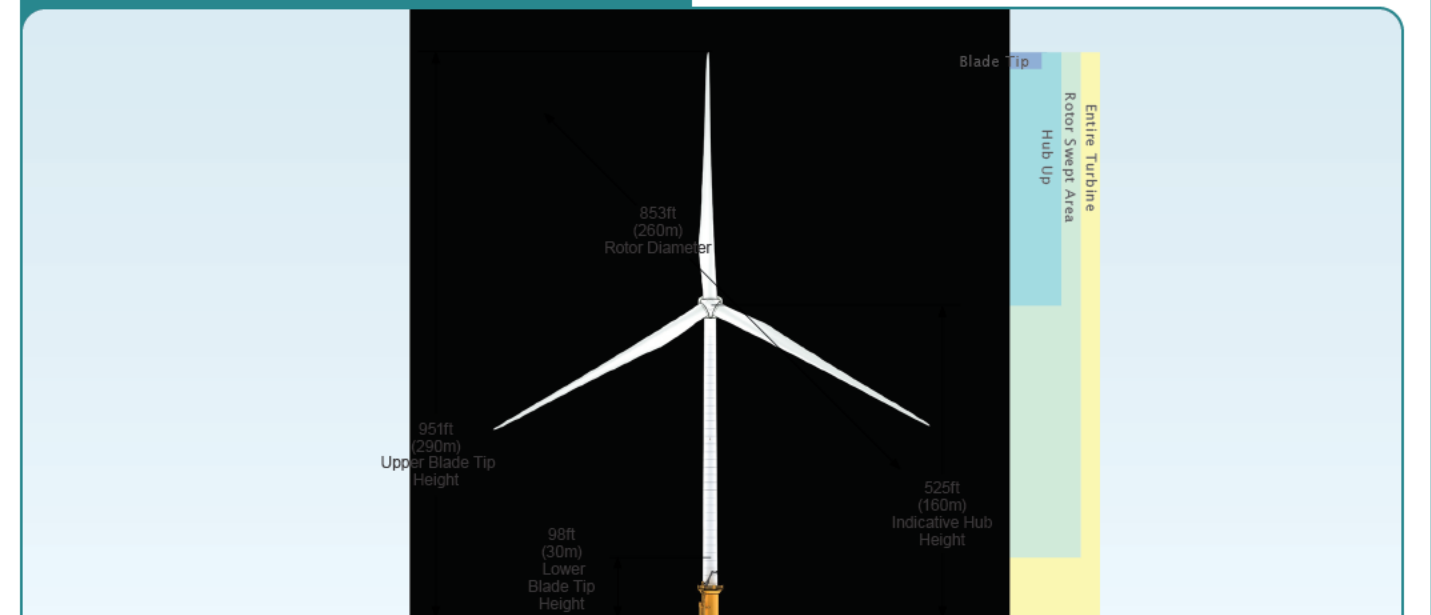 Blade Tip
Hub Up
Rotor Swept Area
Entire Turbine
853ft
(260m)
Rotor Diameter
951ft
(290m)
Upper Blade Tip
Height
525ft
(160m)
Indicative Hub
Height
98ft
(30m)
Lower
Blade Tip
Height